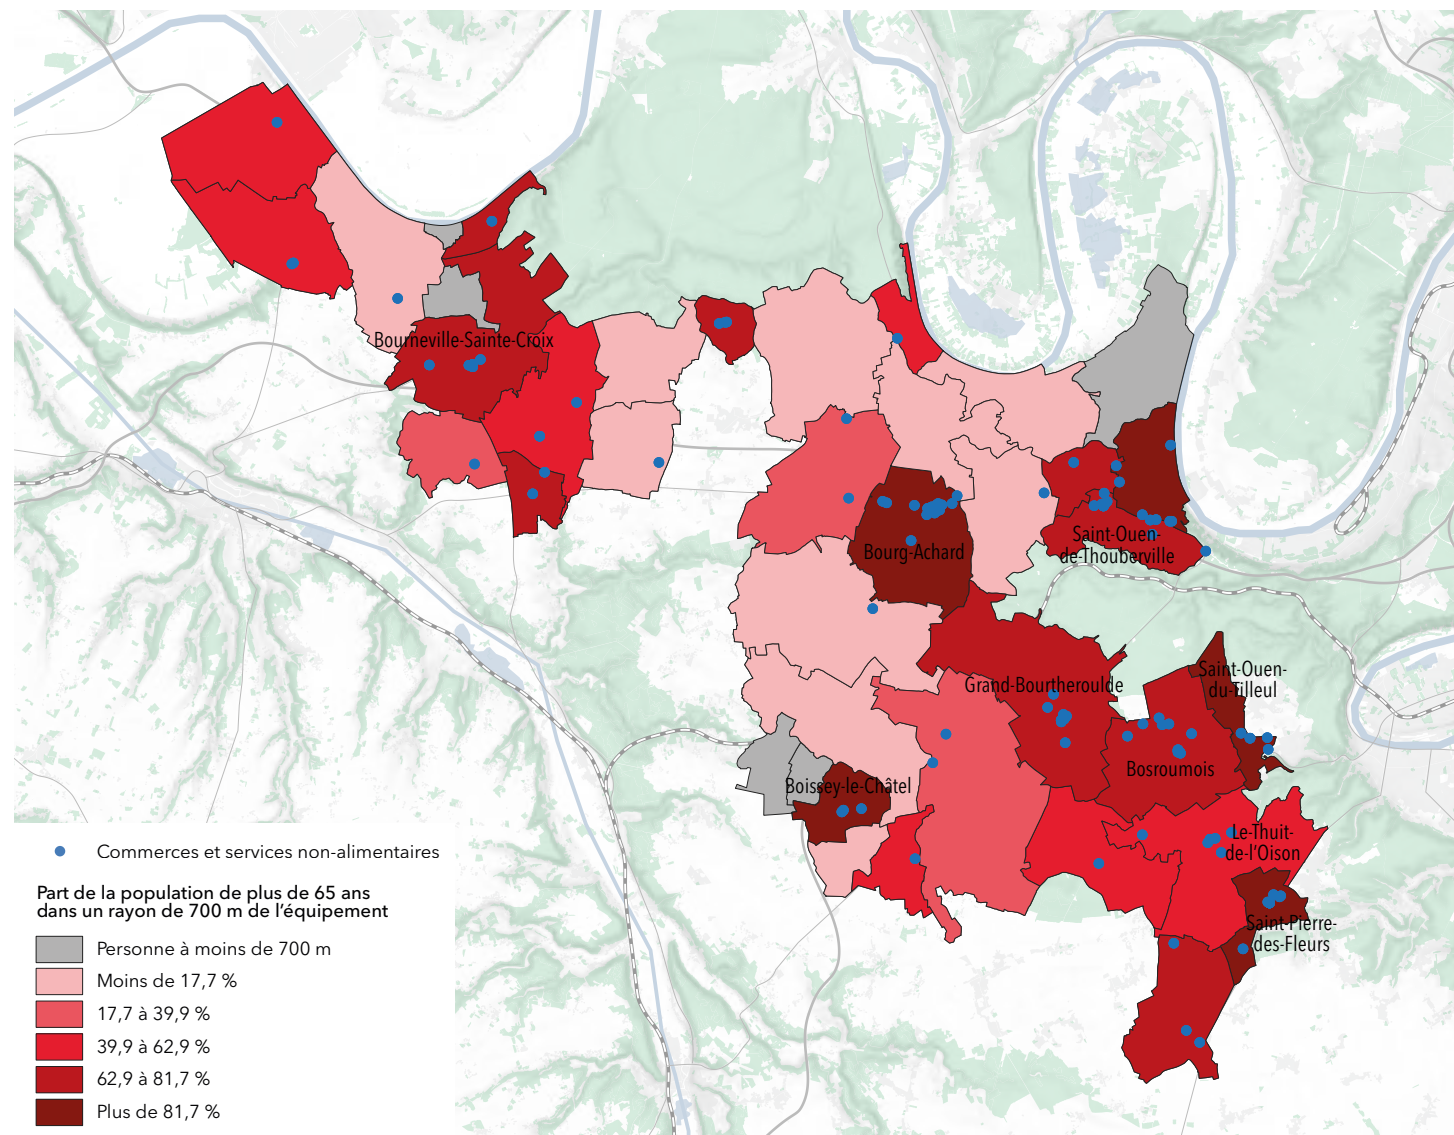 Bourneville-Sainte-Croix
Bourg-Achard
Saint-Ouen-
de-Thouberville
Saint-Ouen-
du-Tilleul
Grand-Bourtheroulde
Bosroumois
Boissey-le-Châtel
Le-Thuit-
de-l'Oison
Saint-Pierre-
des-Fleurs
Commerces et services non-alimentaires
Part de la population de plus de 65 ans
dans un rayon de 700 m de l'équipement
Personne à moins de 700 m
Moins de 17,7 %
17,7 à 39,9 %
39,9 à 62,9 %
62,9 à 81,7 %
Plus de 81,7 %